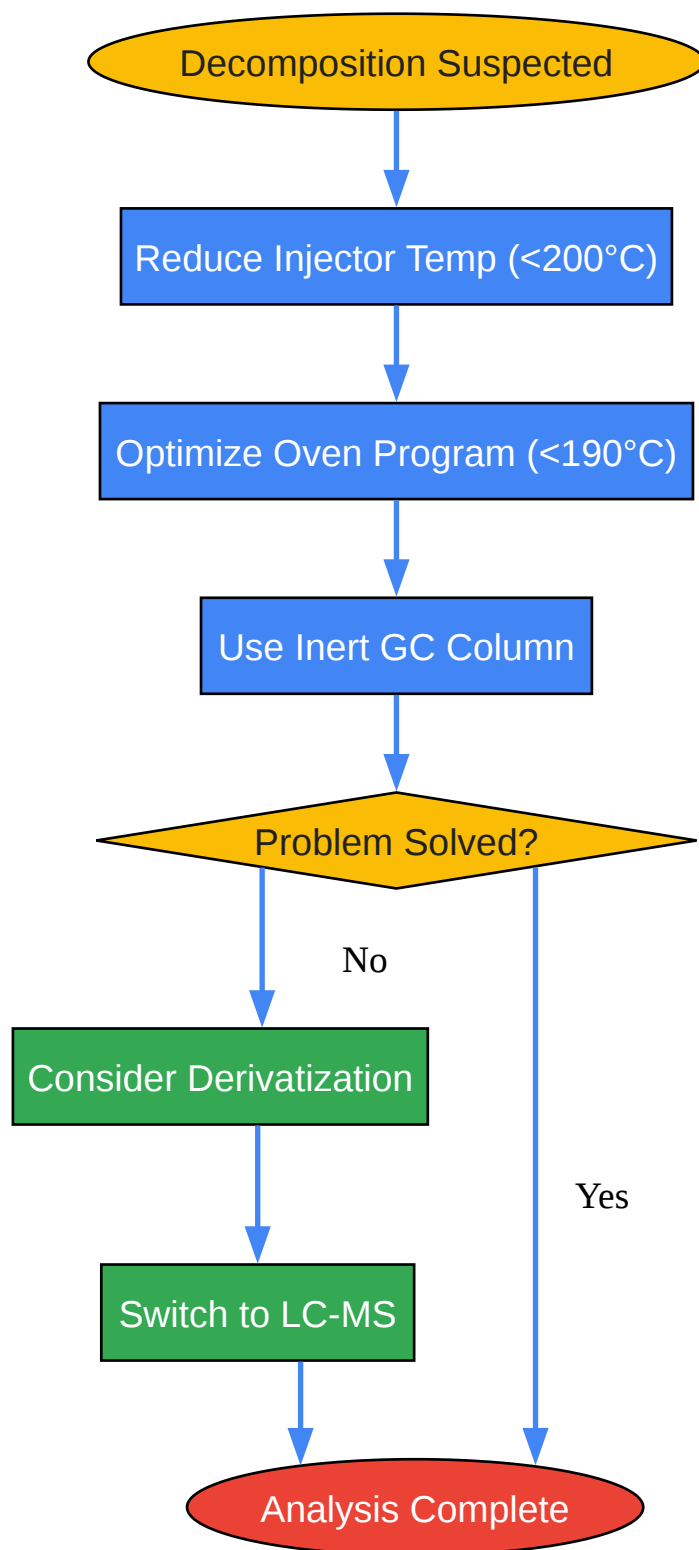 Decomposition Suspected
Reduce Injector Temp (<200°C)
Optimize Oven Program (<190°C)
Use Inert GC Column
Problem Solved?
No
Consider Derivatization
Yes
Switch to LC-MS
Analysis Complete